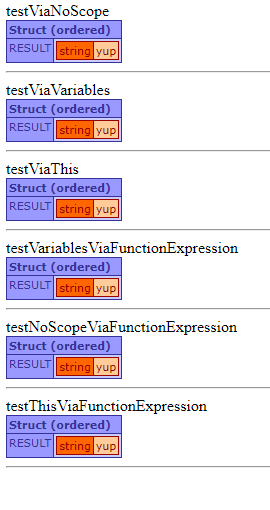 testViaNoScope
Struct (ordered)
RESULT string yup
testViaVariables
Struct (ordered)
RESULT string yup
testViaThis
Struct (ordered)
RESULT string yup
testVariablesViaFunctionExpression
Struct (ordered)
RESULT string yup
testNoScopeViaFunctionExpression
Struct (ordered)
RESULT string yup
testThisViaFunctionExpression
Struct (ordered)
RESULT string yup